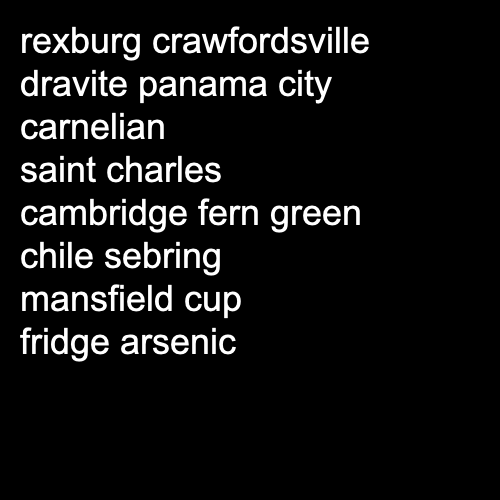 rexburg crawfordsville
dravite panama city
carnelian
saint charles
cambridge fern green
chile sebring
mansfield cup
fridge arsenic